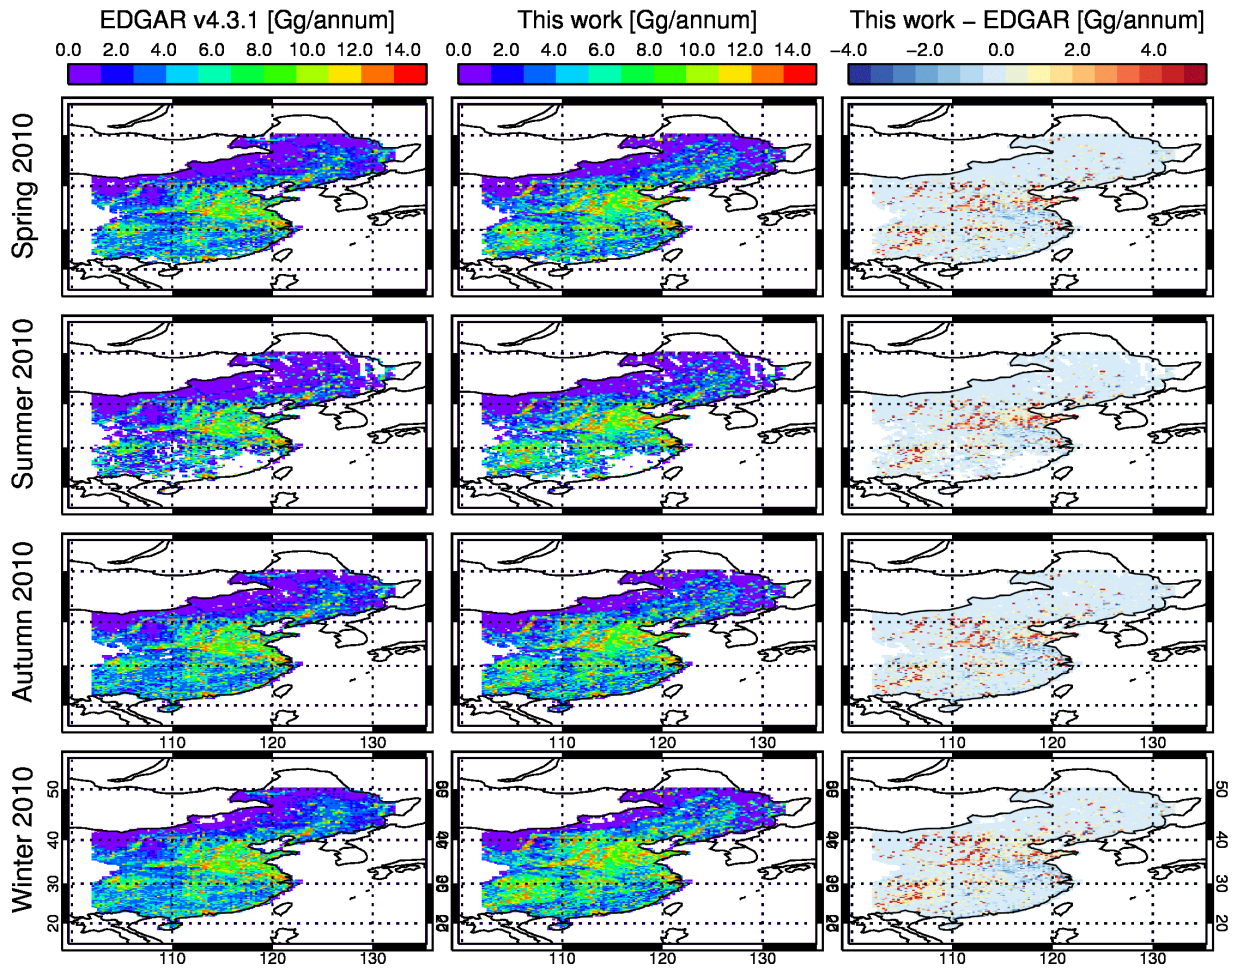 EDGAR v4.3.1 [Gg/annum]
This work [Gg/annum]
This work − EDGAR [Gg/annum]
0.0 2.0 4.0 6.0 8.0 10.0 12.0 14.0
0.0 2.0 4.0 6.0 8.0 10.0 12.0 14.0
−4.0 −2.0 0.0 2.0 4.0
Spring 2010
Summer 2010
Autumn 2010
110 120 130
110 120 130
110 120 130
Winter 2010
50
40
30
20
50
40
30
20
110 120 130
110 120 130
110 120 130